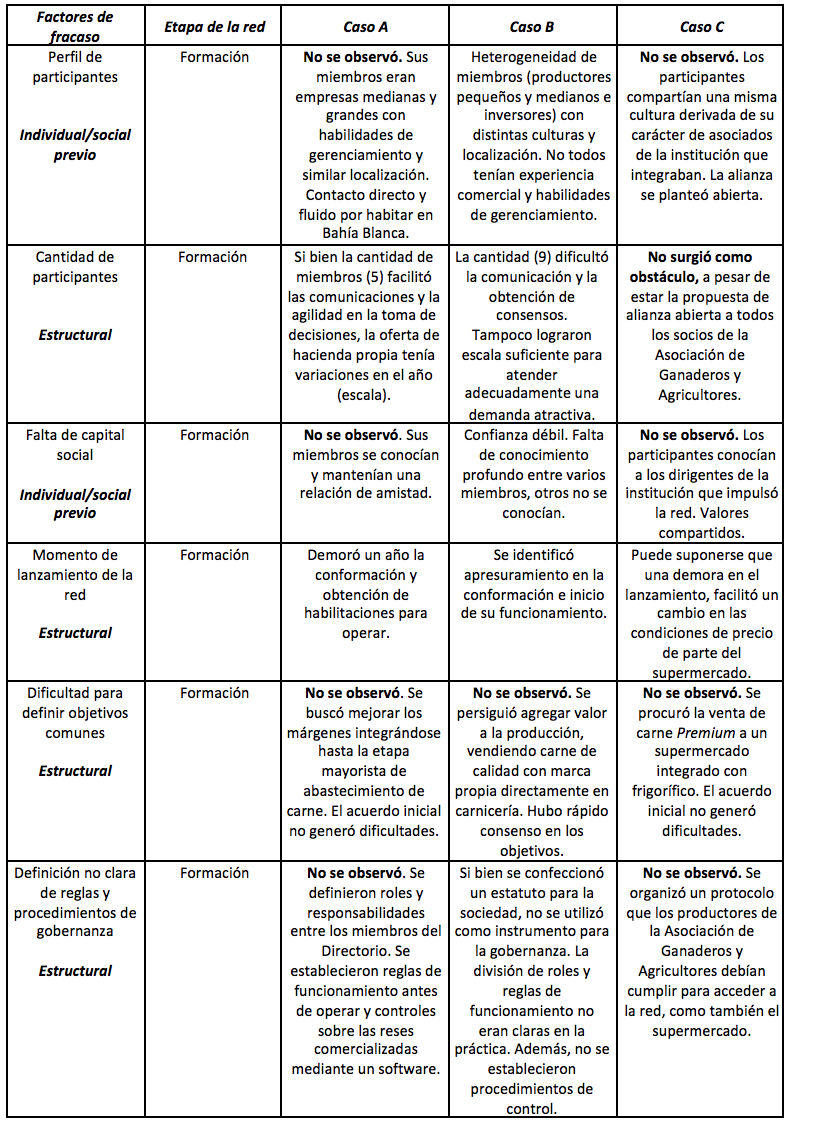 Factores de
fracaso
Etapa de la red
Caso A
Caso B
Caso C
Perfil de
participantes
Individual/social
previo
Formación
No se observó. Sus
miembros eran
empresas medianas y
grandes con
habilidades de
gerenciamiento y
similar localización.
Contacto directo y
fluido por habitar en
Bahía Blanca.
Heterogeneidad de
miembros (productores
pequeños y medianos e
inversores) con
distintas culturas y
localización. No todos
tenían experiencia
comercial y habilidades
de gerenciamiento.
No se observó. Los
participantes
compartían una misma
cultura derivada de su
carácter de asociados
de la institución que
integraban. La alianza
se planteó abierta.
Cantidad de
participantes
Estructural
Formación
Si bien la cantidad de
miembros (5) facilitó
las comunicaciones y la
agilidad en la toma de
decisiones, la oferta de
hacienda propia tenía
variaciones en el año
(escala).
La cantidad (9) dificultó
la comunicación y la
obtención de
consensos.
Tampoco lograron
escala suficiente para
atender
adecuadamente una
demanda atractiva.
No surgió como
obstáculo, a pesar de
estar la propuesta de
alianza abierta a todos
los socios de la
Asociación de
Ganaderos y
Agricultores.
Falta de capital
social
Individual/social
previo
Formación
No se observó. Sus
miembros se conocían
y mantenían una
relación de amistad.
Confianza débil. Falta
de conocimiento
profundo entre varios
miembros, otros no se
conocían.
No se observó. Los
participantes conocían
a los dirigentes de la
institución que impulsó
la red. Valores
compartidos.
Momento de
lanzamiento de la
red
Estructural
Formación
Demoró un año la
conformación y
obtención de
habilitaciones para
operar.
Se identificó
apresuramiento en la
conformación e inicio
de su funcionamiento.
Puede suponerse que
una demora en el
lanzamiento, facilitó un
cambio en las
condiciones de precio
de parte del
supermercado.
Dificultad para
definir objetivos
comunes
Estructural
Formación
No se observó. Se
buscó mejorar los
márgenes integrándose
hasta la etapa
mayorista de
abastecimiento de
carne. El acuerdo inicial
no generó dificultades.
No se observó. Se
persiguió agregar valor
a la producción,
vendiendo carne de
calidad con marca
propia directamente en
carnicería. Hubo rápido
consenso en los
objetivos.
No se observó. Se
procuró la venta de
carne Premium a un
supermercado
integrado con
frigorífico. El acuerdo
inicial no generó
dificultades.
Definición no clara
de reglas y
procedimientos de
gobernanza
Estructural
Formación
No se observó. Se
definieron roles y
responsabilidades
entre los miembros del
Directorio. Se
establecieron reglas de
funcionamiento antes
de operar y controles
sobre las reses
comercializadas
mediante un software.
Si bien se confeccionó
un estatuto para la
sociedad, no se utilizó
como instrumento para
la gobernanza. La
división de roles y
reglas de
funcionamiento no
eran claras en la
práctica. Además, no se
establecieron
procedimientos de
control.
No se observó. Se
organizó un protocolo
que los productores de
la Asociación de
Ganaderos y
Agricultores debían
cumplir para acceder a
la red, como también el
supermercado.